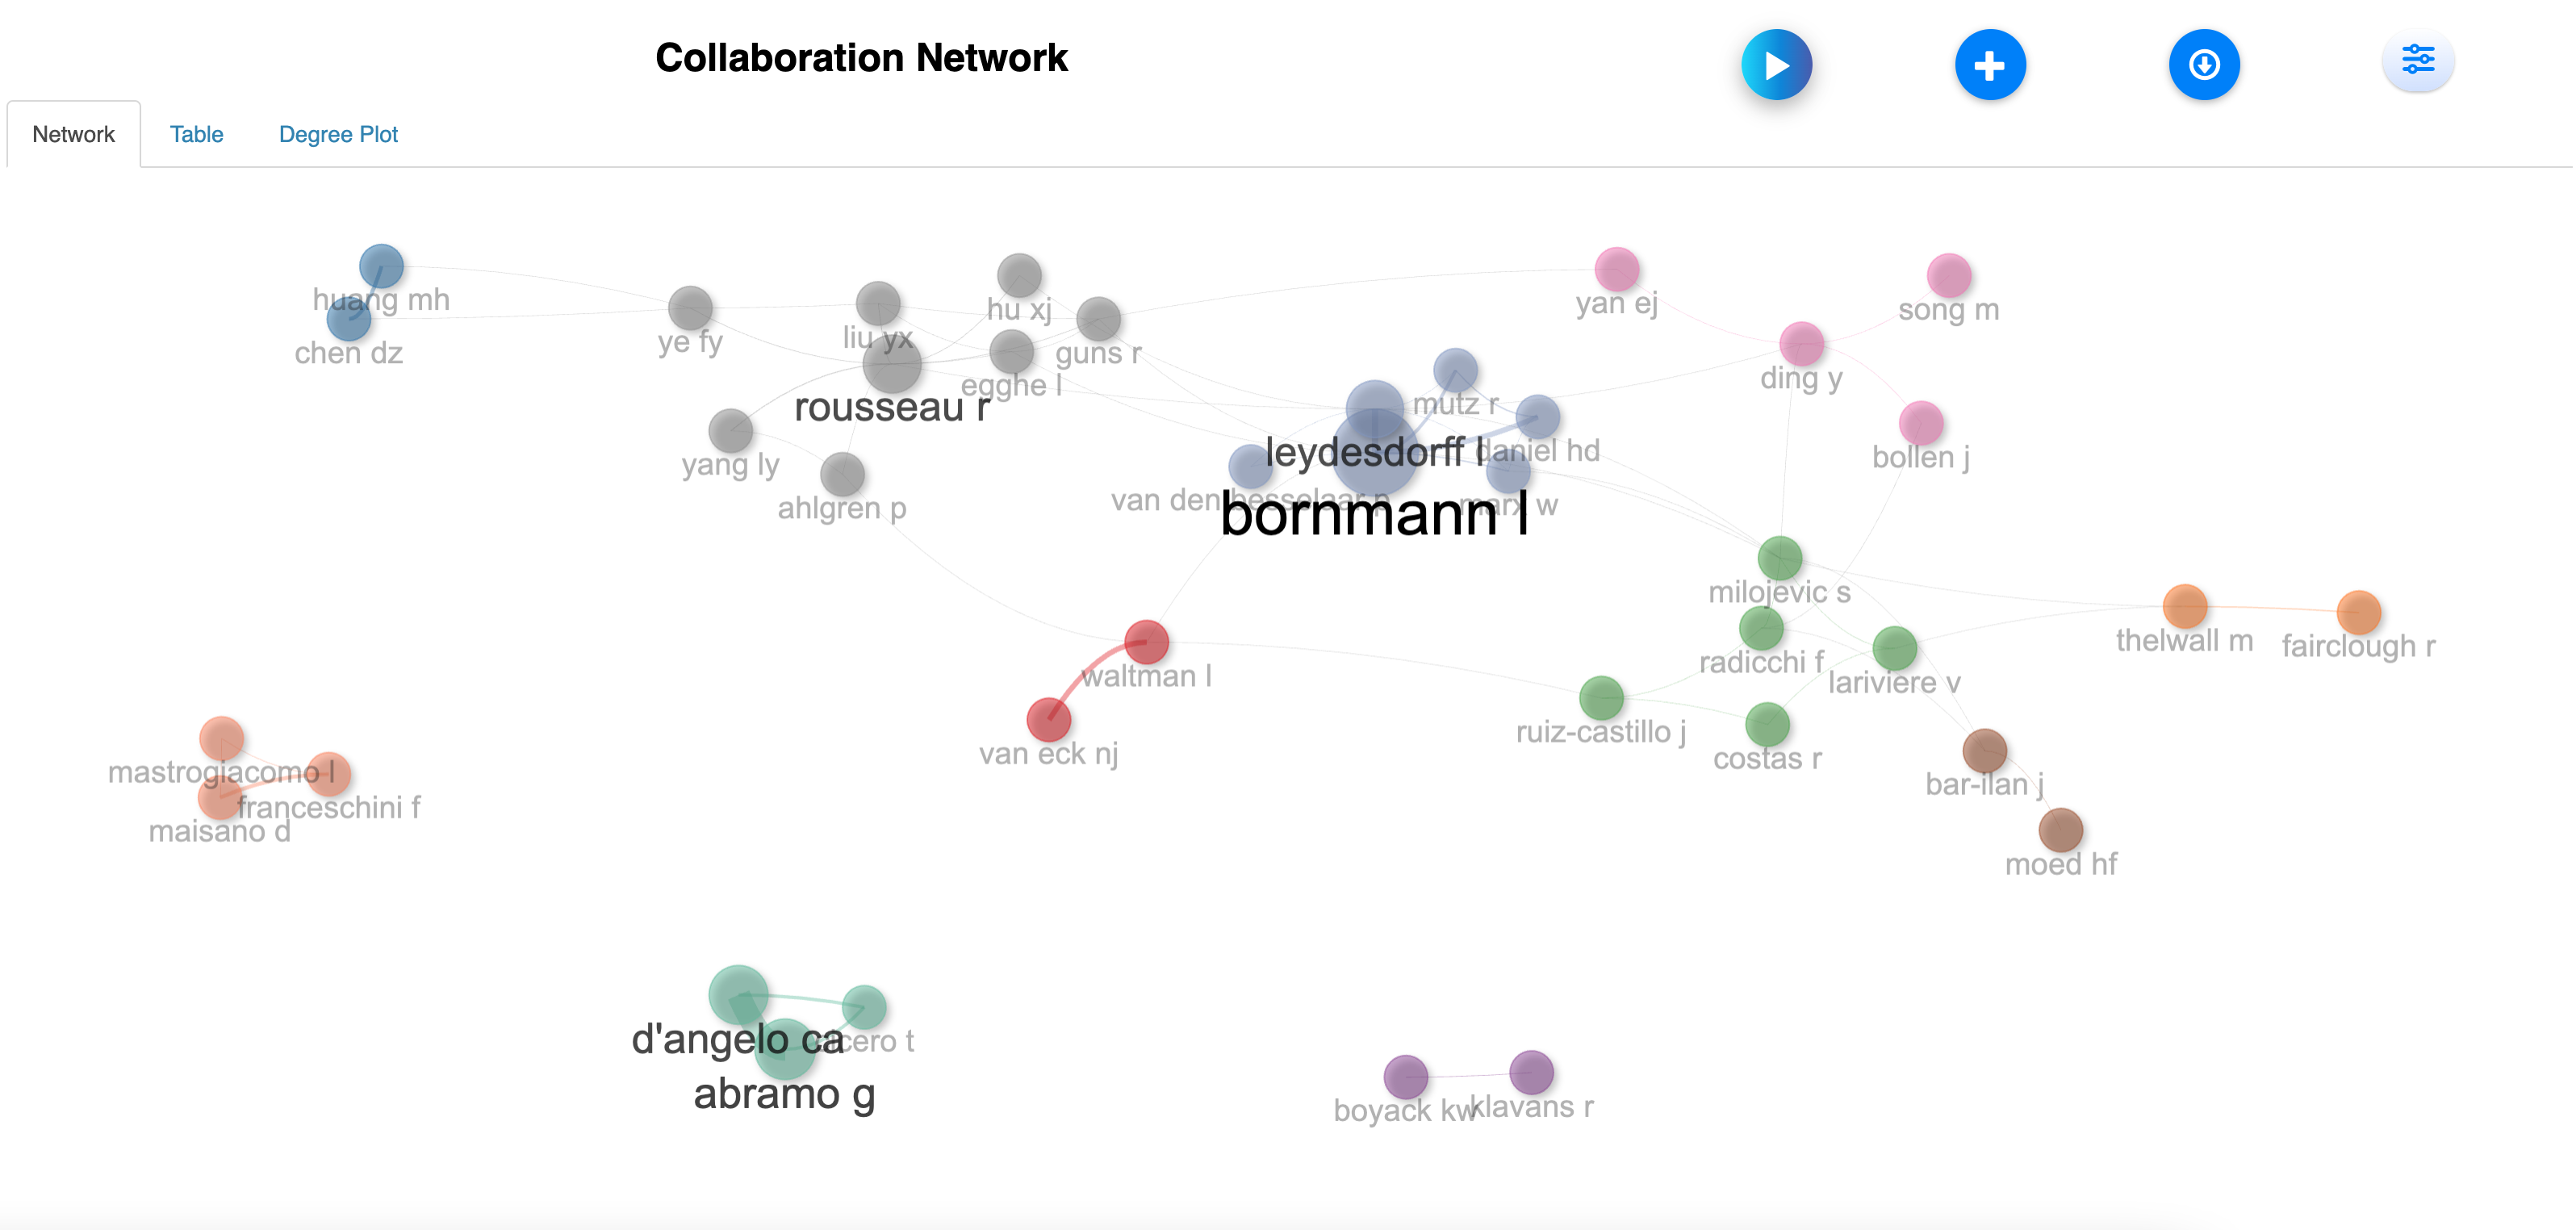 Collaboration Network
Network
Table
Degree Plot
huang mh
chen dz
ye fy
liu yx
hu xj
guns r
egghe l
rousseau r
yang ly
ahlgren p
yan ej
song m
ding y
bollen j
mutz r
leydesdorff l
daniel hd
van den besselaar p
marx w
bornmann l
milojevic s
radicchi f
lariviere v
thelwall m
fairclough r
waltman l
van eck nj
ruiz-castillo j
costas r
bar-ilan j
moed hf
mastrogiacomo l
franceschini f
maisano d
d'angelo ca
cicero t
abramo g
boyack kw
klavans r